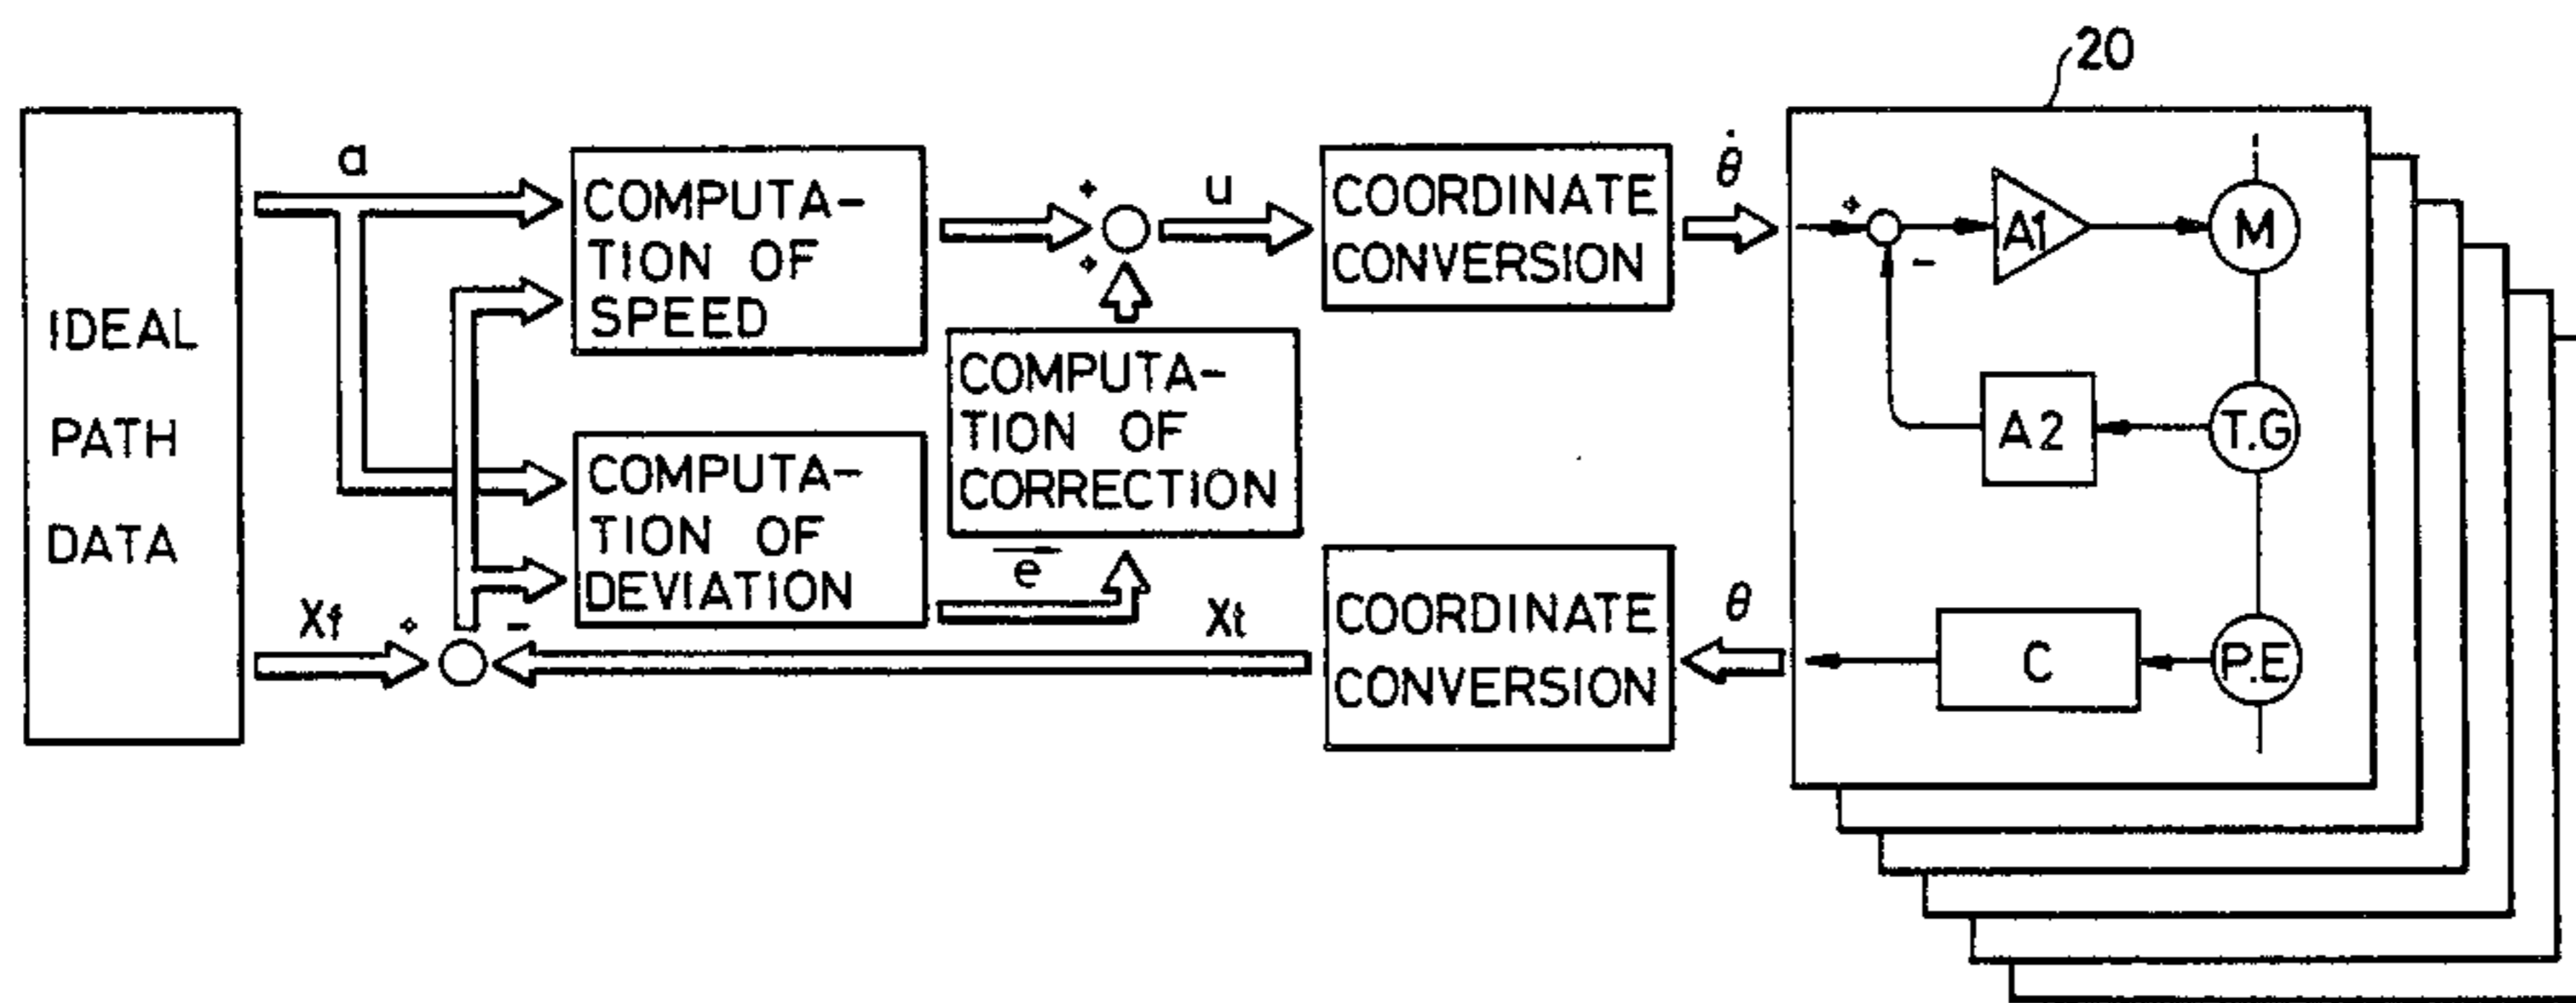 20
IDEAL
PATH
DATA
a
COMPUTA-
TION OF
SPEED
+
+
u
COORDINATE
CONVERSION
θ̇
+
-
A1
M
COMPUTA-
TION OF
CORRECTION
A2
T.G
COMPUTA-
TION OF
DEVIATION
e⃗
Xf
+
-
Xt
COORDINATE
CONVERSION
θ
C
P.E